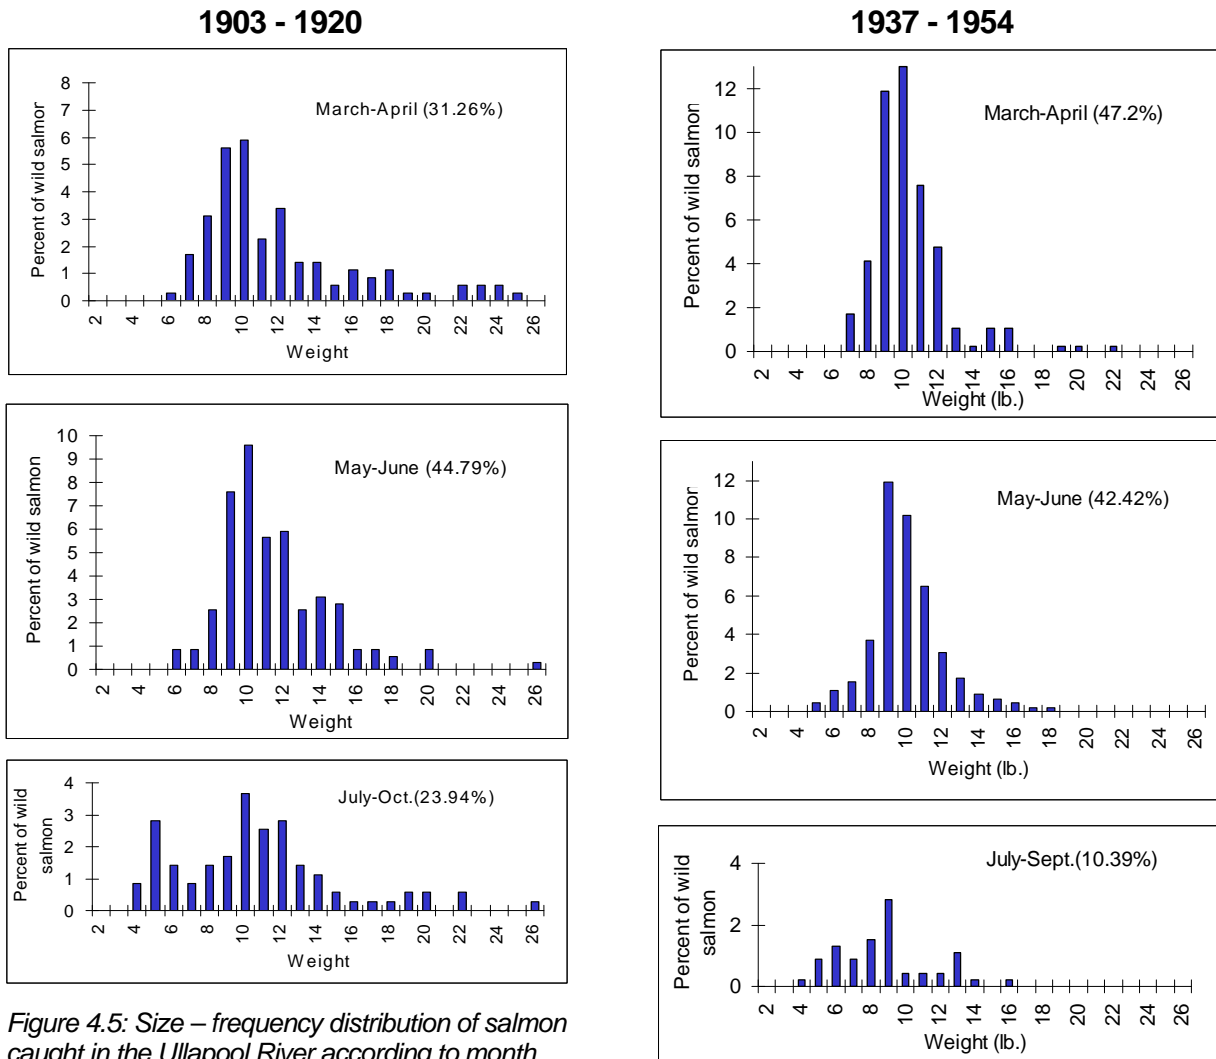 1903 - 1920
8
7
6
5
4
3
2
1
0
Percent of wild salmor
March-April (31.26%)
2 4 6 8 10 12 14 16 18 20 22 24 26
Weight
10
9
8
7
6
5
4
3
2
1
0
Percent of wild salmon
May-June (44.79%)
2 4 6 8 10 12 14 16 18 20 22 24 26
Weight
4
3
2
1
0
Percent of wild
salmon
July-Oct.(23.94%)
2 4 6 8 10 12 14 16 18 20 22 24 26
Weight
Figure 4.5: Size – frequency distribution of salmon
caught in the Ullapool River according to month
1937 - 1954
12
10
8
6
4
2
0
Percent of wild salmon
March-April (47.2%)
2 4 6 8 10 12 14 16 18 20 22 24 26
Weight (lb.)
12
10
8
6
4
2
0
Percent of wild salmon
May-June (42.42%)
2 4 6 8 10 12 14 16 18 20 22 24 26
Weight (lb.)
4
2
0
Percent of wild
salmon
July-Sept.(10.39%)
2 4 6 8 10 12 14 16 18 20 22 24 26
Weight (lb.)